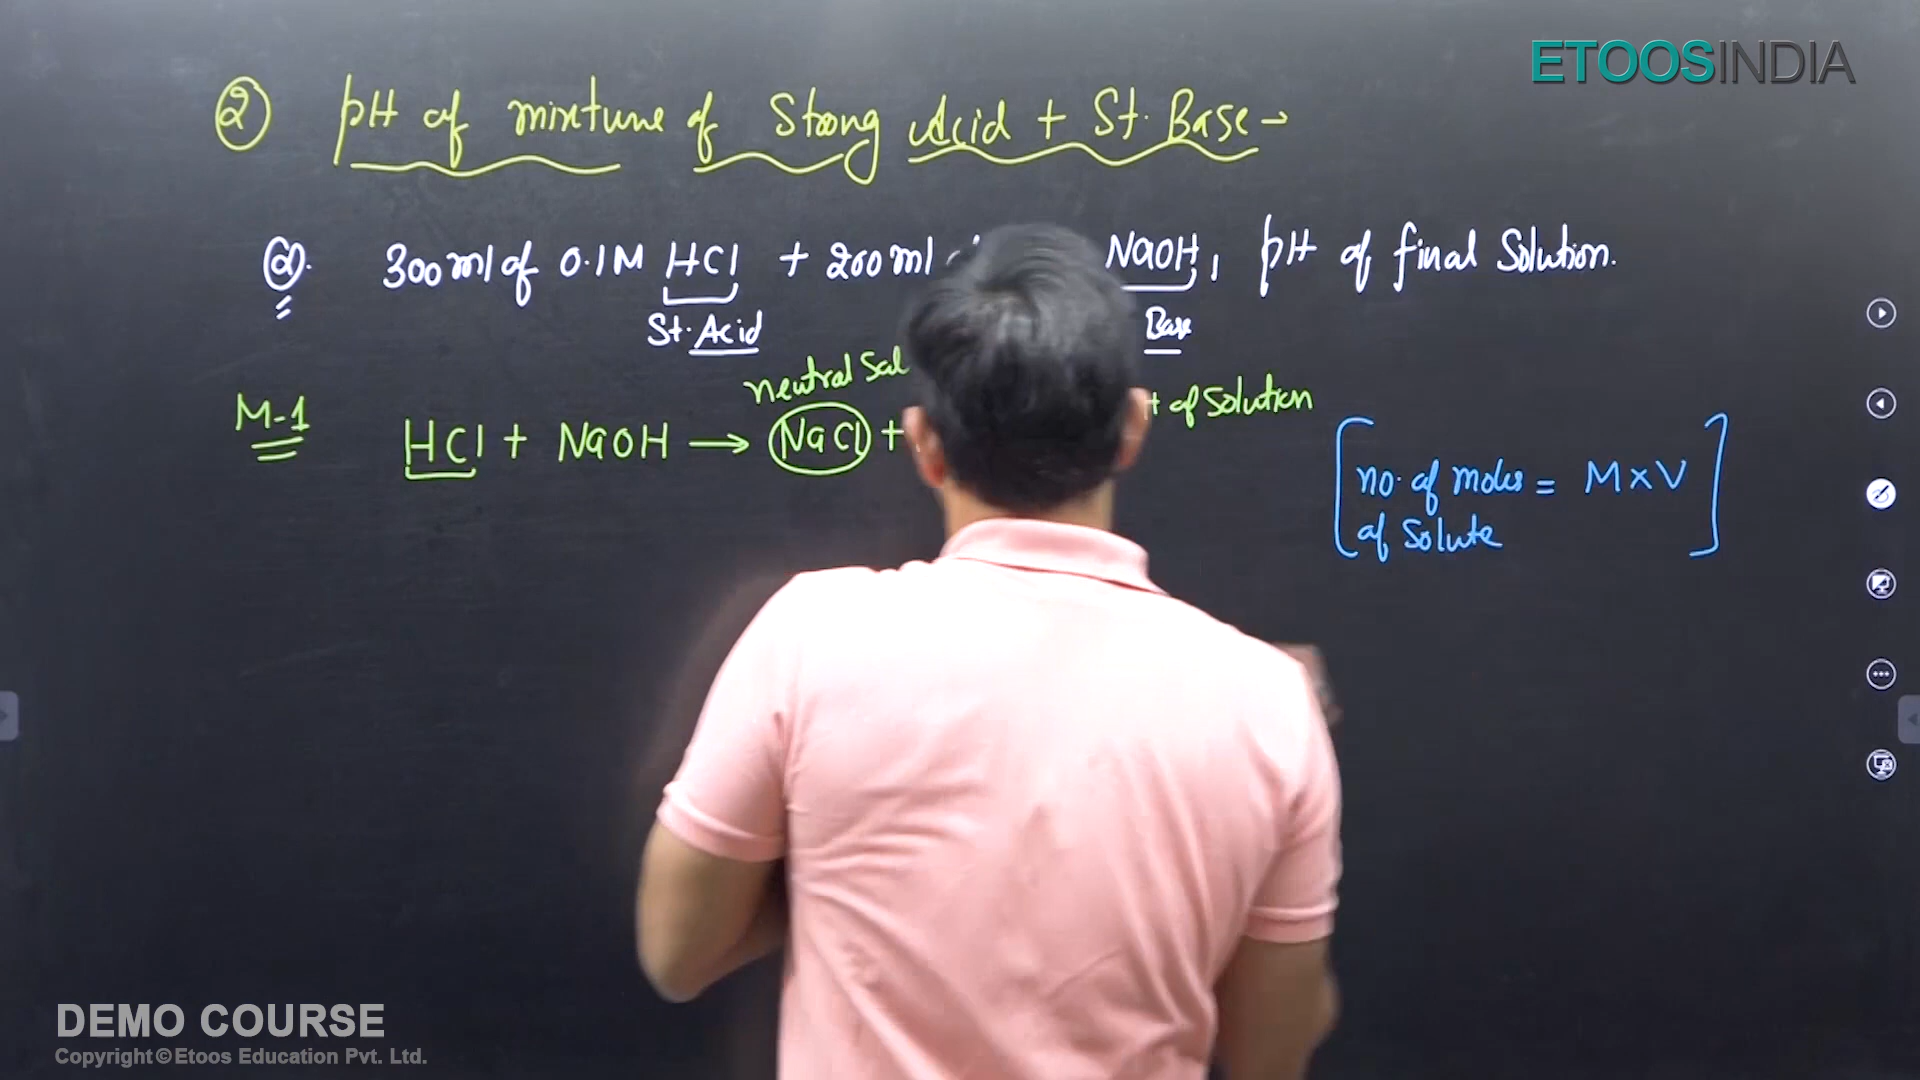 ETOOSINDIA
② pH of mixture of Strong Acid + St. Base →
Q. 300 ml of 0.1M HCl + 200 ml NaOH, pH of final Solution.
St. Acid Base
neutral Sal
M-1 HCl + NaOH → NaCl + of Solution
no. of moles = M×V
of Solute
DEMO COURSE
Copyright © Etoos Education Pvt. Ltd.